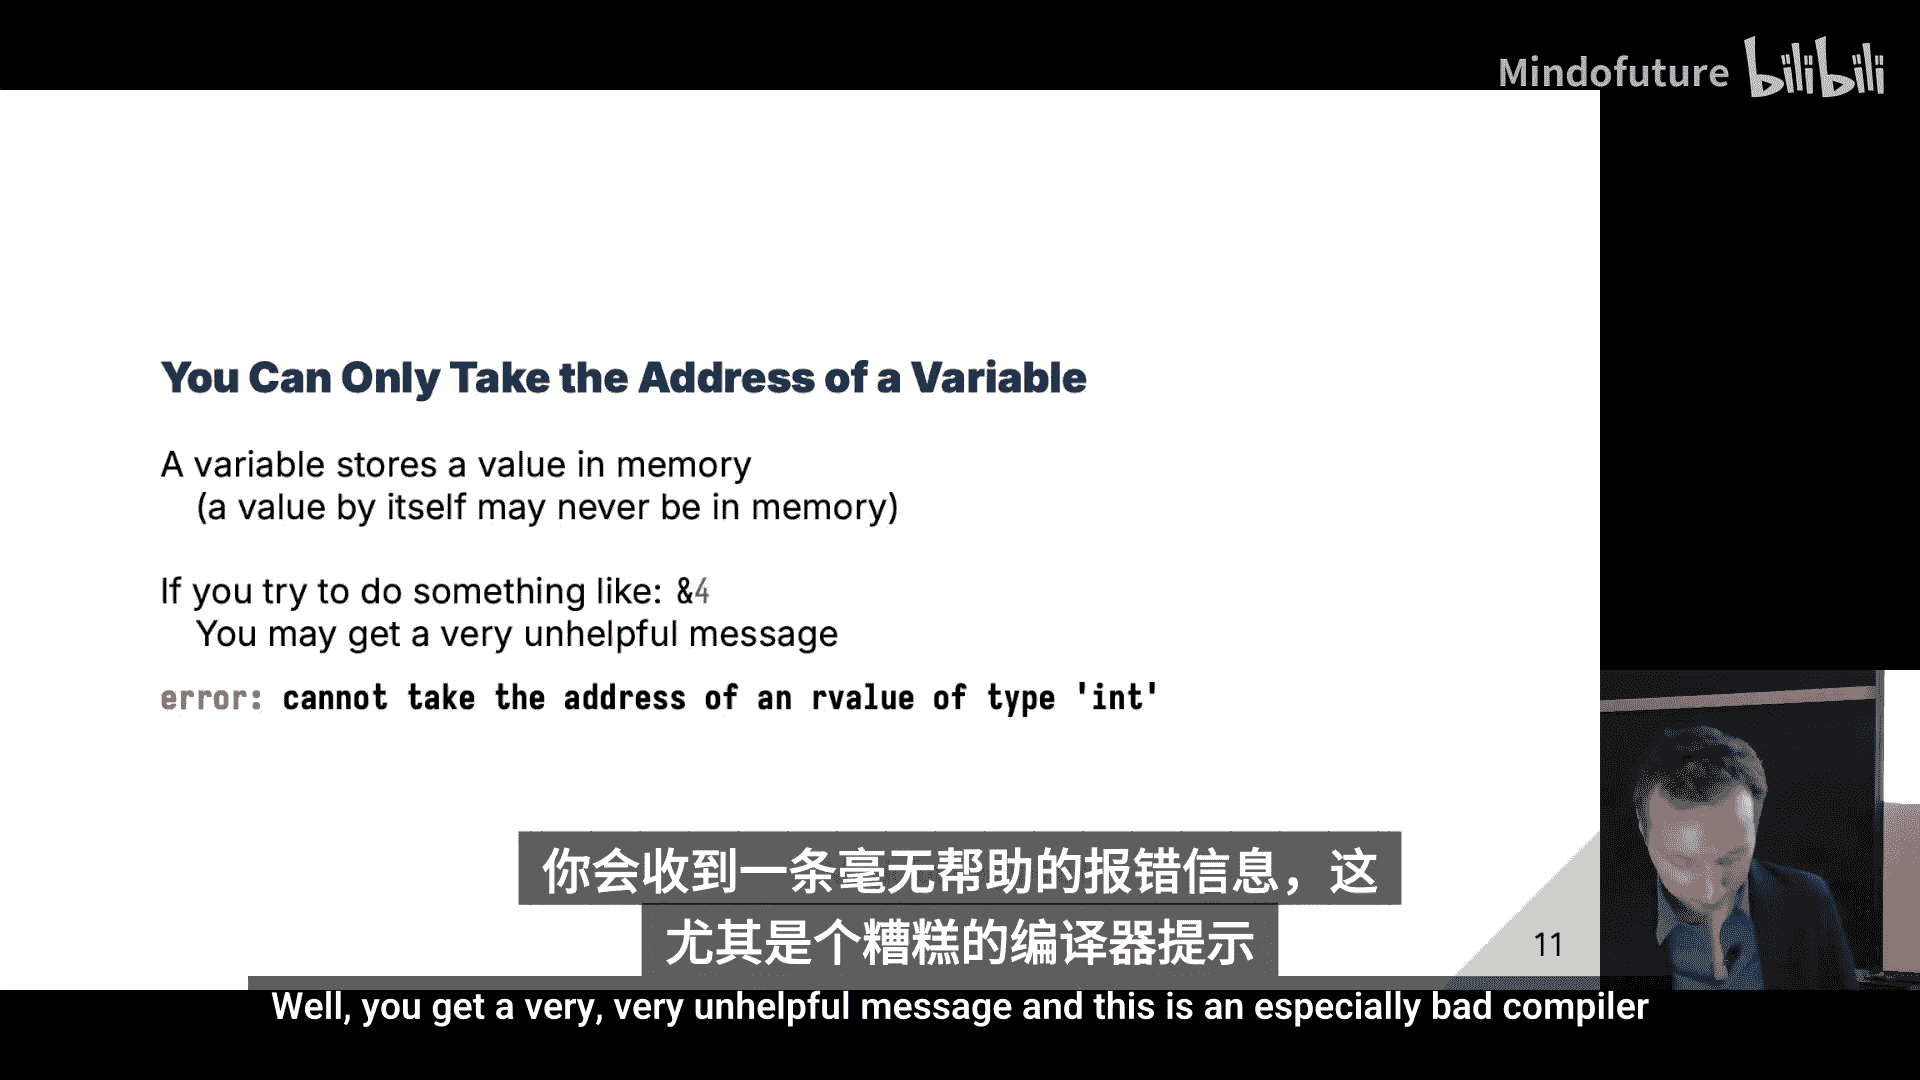 Mindofuture bilibili
You Can Only Take the Address of a Variable
A variable stores a value in memory
(a value by itself may never be in memory)
If you try to do something like: &4
You may get a very unhelpful message
error: cannot take the address of an rvalue of type 'int'
你会收到一条毫无帮助的报错信息，这
尤其是个糟糕的编译器提示
11
Well, you get a very, very unhelpful message and this is an especially bad compiler